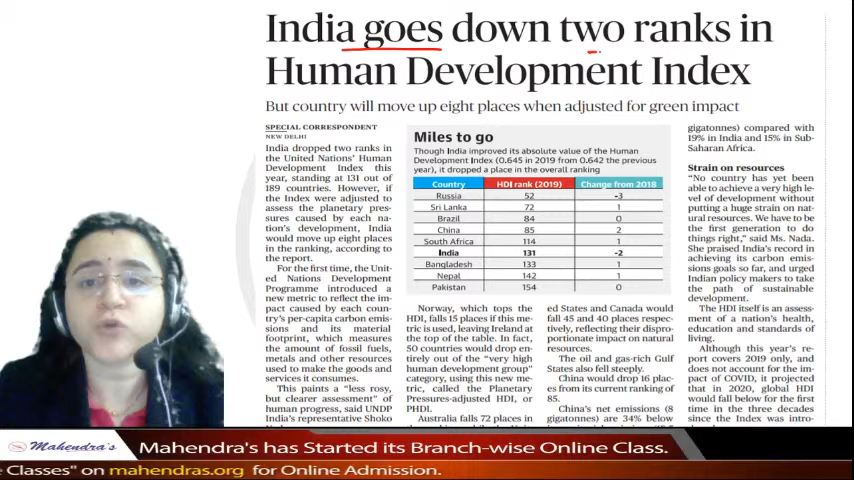 India goes down two ranks in
Human Development Index
But country will move up eight places when adjusted for green impact
SPECIAL CORRESPONDENT
NEW DELHI
India dropped two ranks in
the United Nations' Human
Development Index this
year, standing at 131 out of
189 countries. However, if
the Index were adjusted to
assess the planetary pres-
sures caused by each na-
tion's development, India
would move up eight places
in the ranking, according to
the report.
For the first time, the Unit-
ed Nations Development
Programme introduced a
new metric to reflect the im-
pact caused by each coun-
try's per-capita carbon emis-
sions and its material
footprint, which measures
the amount of fossil fuels,
metals and other resources
used to make the goods and
services it consumes.
This paints a "less rosy,
but clearer assessment" of
human progress, said UNDP
India's representative Shoko
Miles to go
Though India improved its absolute value of the Human
Development Index (0.645 in 2019 from 0.642 the previous
year), it dropped a place in the overall ranking
Country HDI rank (2019) Change from 2018
Russia 52 -3
Sri Lanka 72 1
Brazil 84 0
China 85 2
South Africa 114 1
India 131 -2
Bangladesh 133 1
Nepal 142 1
Pakistan 154 0
Norway, which tops the
HDI, falls 15 places if this met-
ric is used, leaving Ireland at
the top of the table. In fact,
50 countries would drop en-
tirely out of the "very high
human development group"
category, using this new me-
tric, called the Planetary
Pressures-adjusted HDI, or
PHDI.
Australia falls 72 places in
ed States and Canada would
fall 45 and 40 places respec-
tively, reflecting their dispro-
portionate impact on natural
resources.
The oil and gas-rich Gulf
States also fell steeply.
China would drop 16 plac-
es from its current ranking of
85.
China's net emissions (8
gigatonnes) are 34% below
gigatonnes) compared with
19% in India and 15% in Sub-
Saharan Africa.
Strain on resources
"No country has yet been
able to achieve a very high le-
vel of development without
putting a huge strain on nat-
ural resources. We have to be
the first generation to do
things right," said Ms. Nada.
She praised India's record in
achieving its carbon emis-
sions goals so far, and urged
Indian policy makers to take
the path of sustainable
development.
The HDI itself is an assess-
ment of a nation's health,
education and standards of
living.
Although this year's re-
port covers 2019 only, and
does not account for the
impact of COVID, it projected
that in 2020, global HDI
would fall below for the first
time in the three decades
since the Index was intro-
Mahendra's
Mahendra's has Started its Branch-wise Online Class.
e Classes" on mahendras.org for Online Admission.